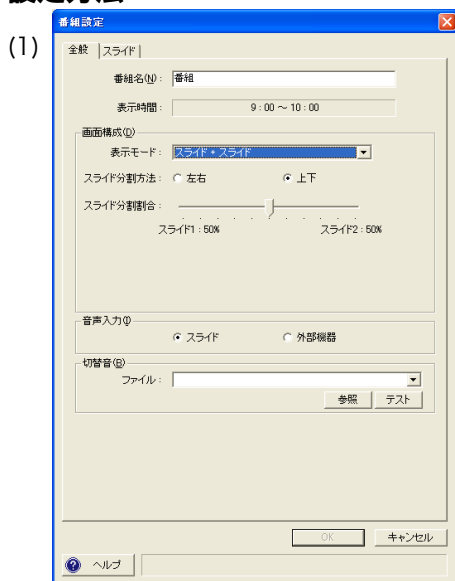 (1)
番組設定
全般 スライド
番組名(N): 番組
表示時間: 9:00 ~ 10:00
画面構成(D)
表示モード: スライド + スライド
スライド分割方法: 左右 上下
スライド分割割合:
スライド1:50% スライド2:50%
音声入力(I)
スライド 外部機器
切替音(B)
ファイル:
参照 テスト
OK キャンセル
? ヘルプ